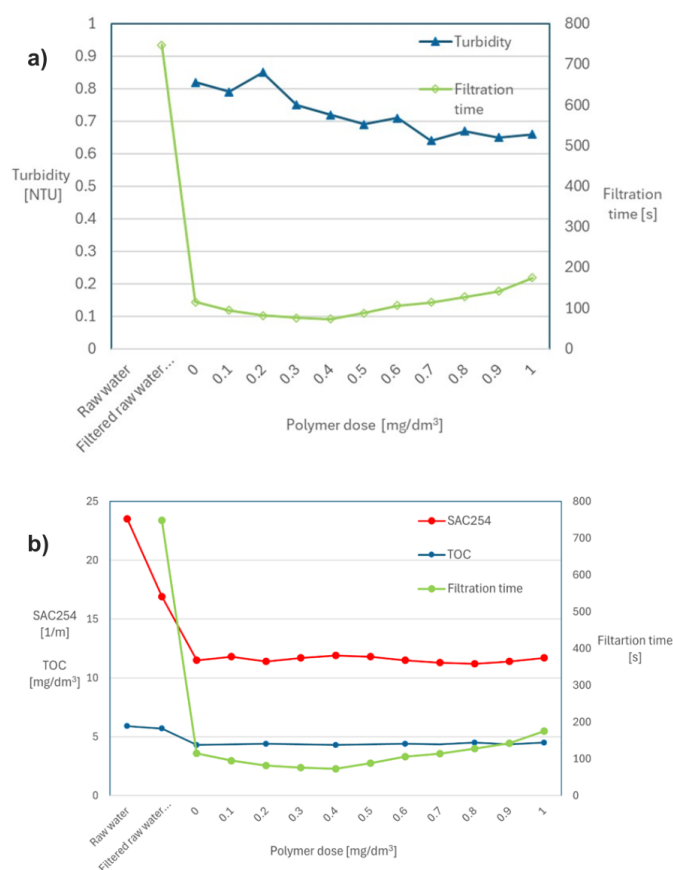 a)
1
0.9
0.8
0.7
0.6
0.5
0.4
0.3
0.2
0.1
0
Turbidity
[NTU]
Turbidity
Filtration
time
800
700
600
500
400
300
200
100
0
Filtration
time [s]
Raw water
Filtered raw water...
0
0.1
0.2
0.3
0.4
0.5
0.6
0.7
0.8
0.9
1
Polymer dose [mg/dm³]
b)
25
20
15
10
5
0
SAC254
[1/m]
TOC
[mg/dm³]
SAC254
TOC
Filtration time
800
700
600
500
400
300
200
100
0
Filtartion time
[s]
Raw water
Filtered raw water...
0
0.1
0.2
0.3
0.4
0.5
0.6
0.7
0.8
0.9
1
Polymer dose [mg/dm³]